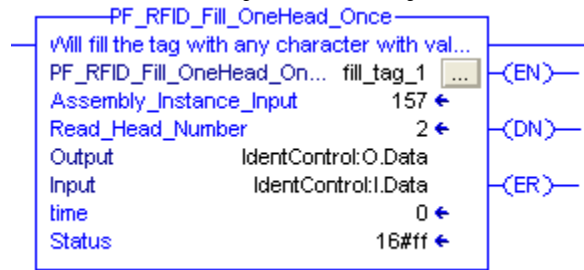 PF_RFID_Fill_OneHead_Once
Will fill the tag with any character with val...
PF_RFID_Fill_OneHead_On... fill_tag_1 ... (EN)
Assembly_Instance_Input 157
Read_Head_Number 2 (DN)
Output IdentControl:O.Data
Input IdentControl:I.Data (ER)
time 0
Status 16#ff